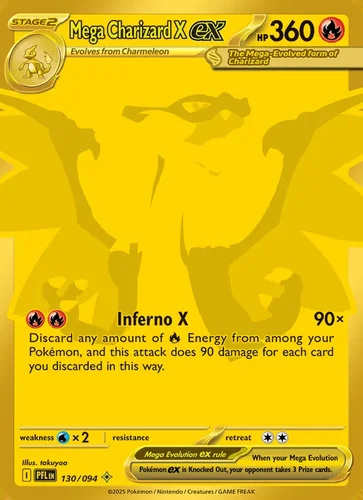 STAGE2
Mega Charizard X ex HP 360
Evolves from Charmeleon
The Mega-Evolved form of
Charizard
Inferno X 90×
Discard any amount of Energy from among your
Pokémon, and this attack does 90 damage for each card
you discarded in this way.
weakness ×2 resistance retreat
Illus. takuyoa
Mega Evolution ex rule
When your Mega Evolution
Pokémon ex is Knocked Out, your opponent takes 3 Prize cards.
I PFL EN 130/094
©2025 Pokémon / Nintendo / Creatures / GAME FREAK